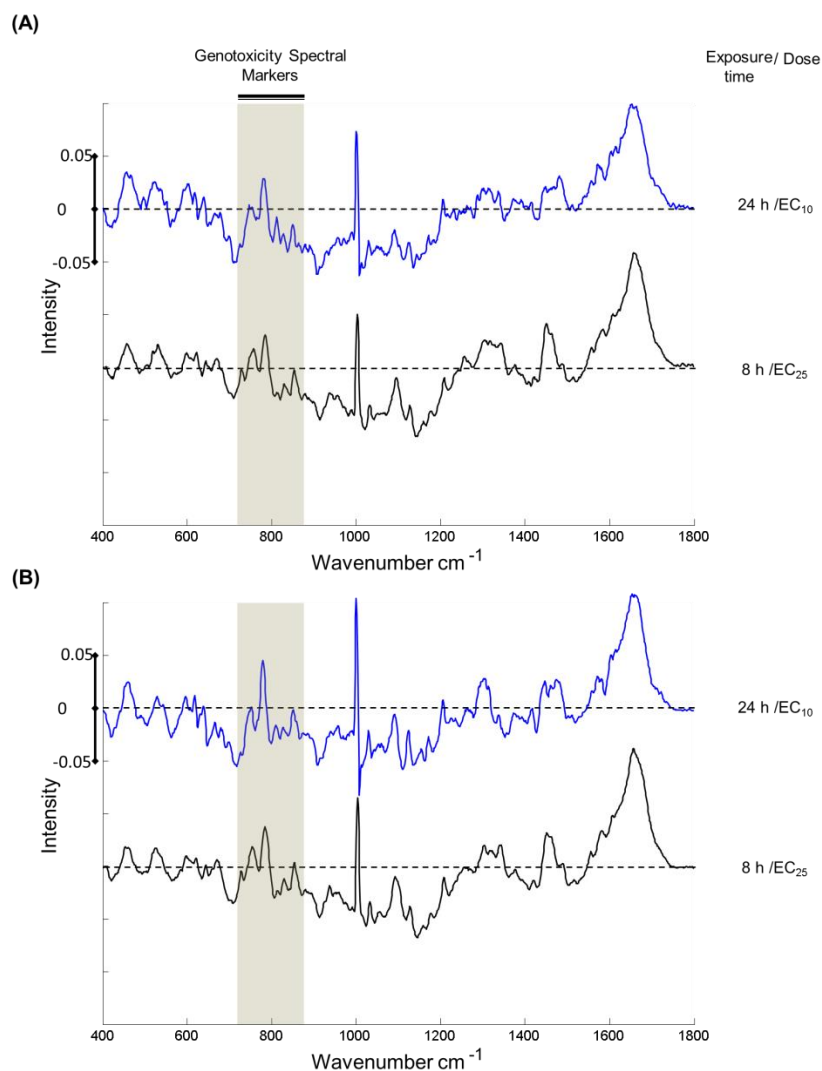 (A)
Genotoxicity Spectral
Markers
Exposure/ Dose
time
0.05
0
-0.05
Intensity
24 h /EC10
8 h /EC25
400 600 800 1000 1200 1400 1600 1800
Wavenumber cm-1
(B)
0.05
0
-0.05
Intensity
24 h /EC10
8 h /EC25
400 600 800 1000 1200 1400 1600 1800
Wavenumber cm-1